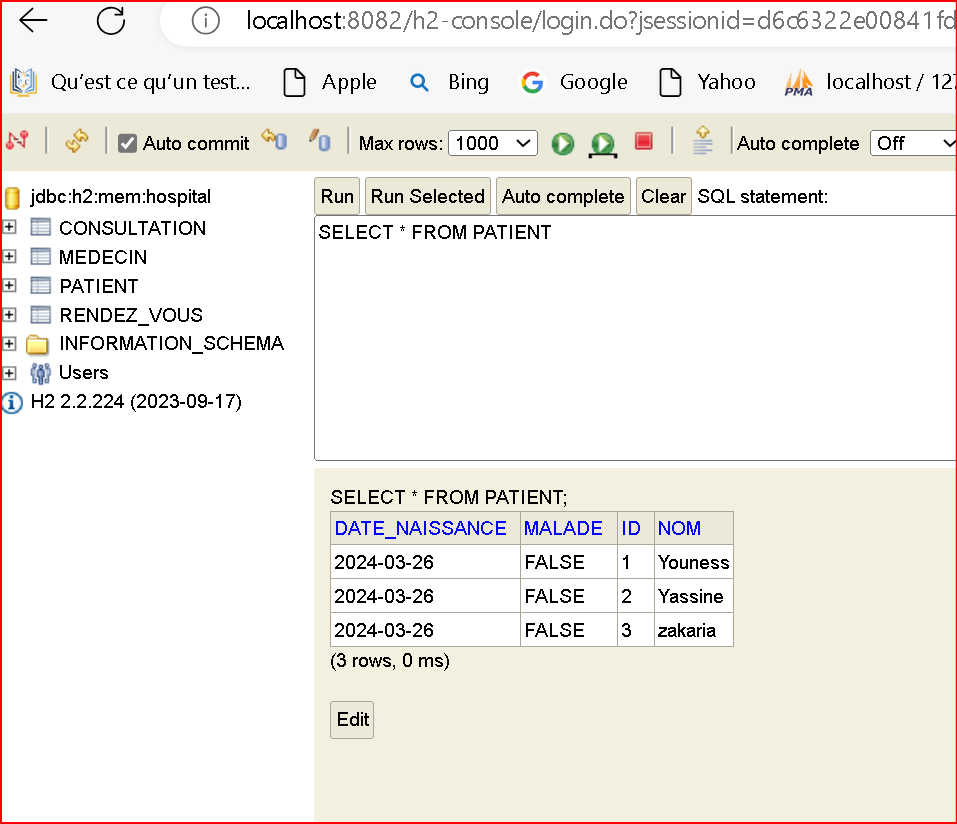 localhost:8082/h2-console/login.do?jsessionid=d6c6322e00841fd
Qu'est ce qu'un test... Apple Bing Google Yahoo PMA localhost / 127
Auto commit Max rows: 1000 Auto complete Off
jdbc:h2:mem:hospital
CONSULTATION
MEDECIN
PATIENT
RENDEZ_VOUS
INFORMATION_SCHEMA
Users
H2 2.2.224 (2023-09-17)
Run Run Selected Auto complete Clear SQL statement:
SELECT * FROM PATIENT
SELECT * FROM PATIENT;
DATE_NAISSANCE MALADE ID NOM
2024-03-26 FALSE 1 Youness
2024-03-26 FALSE 2 Yassine
2024-03-26 FALSE 3 zakaria
(3 rows, 0 ms)
Edit